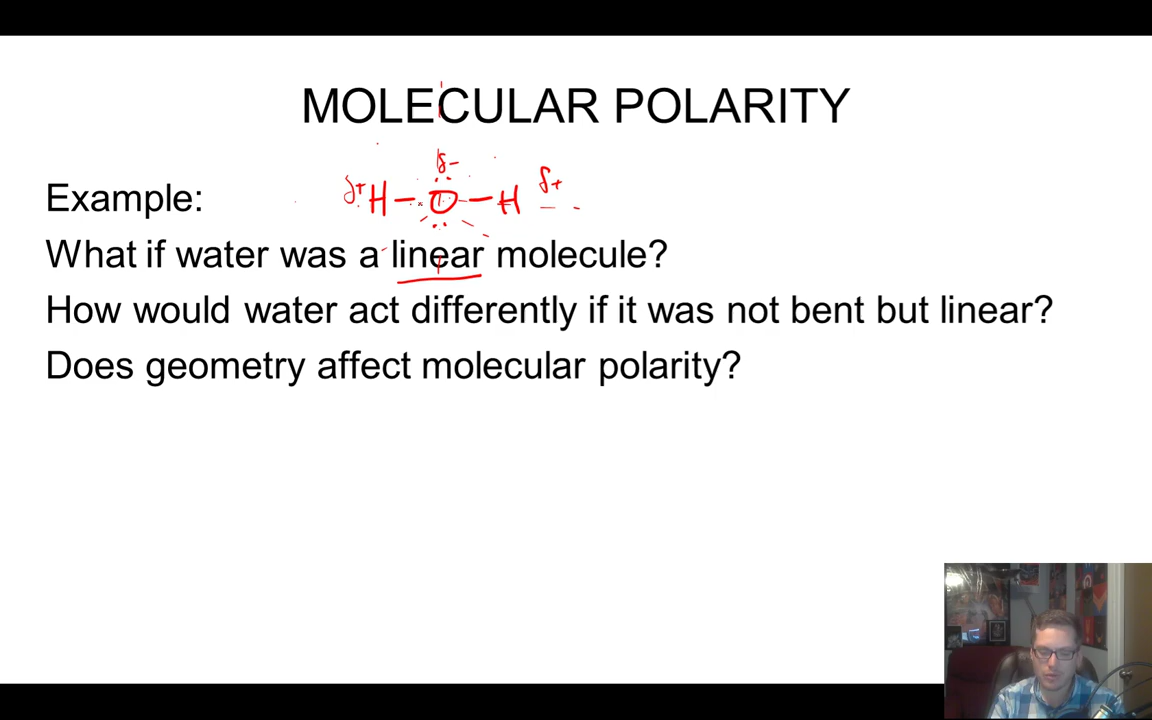 MOLECULAR POLARITY
δ-
Example: δ+ H - O - H δ+
What if water was a linear molecule?
How would water act differently if it was not bent but linear?
Does geometry affect molecular polarity?